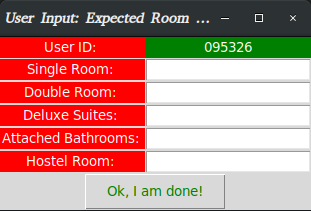 User Input: Expected Room ...
User ID: 095326
Single Room:
Double Room:
Deluxe Suites:
Attached Bathrooms:
Hostel Room:
Ok, I am done!